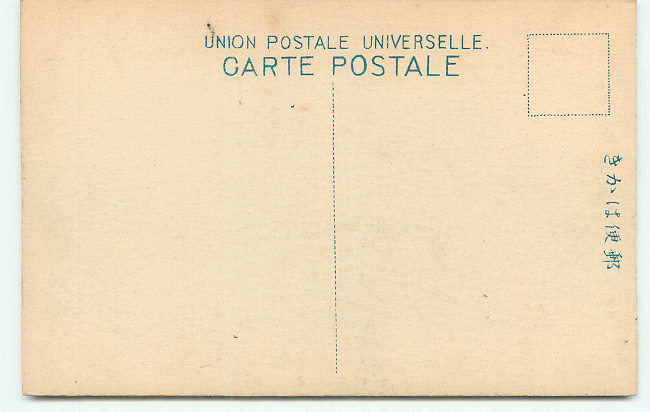 UNION POSTALE UNIVERSELLE.
CARTE POSTALE
郵便はかき